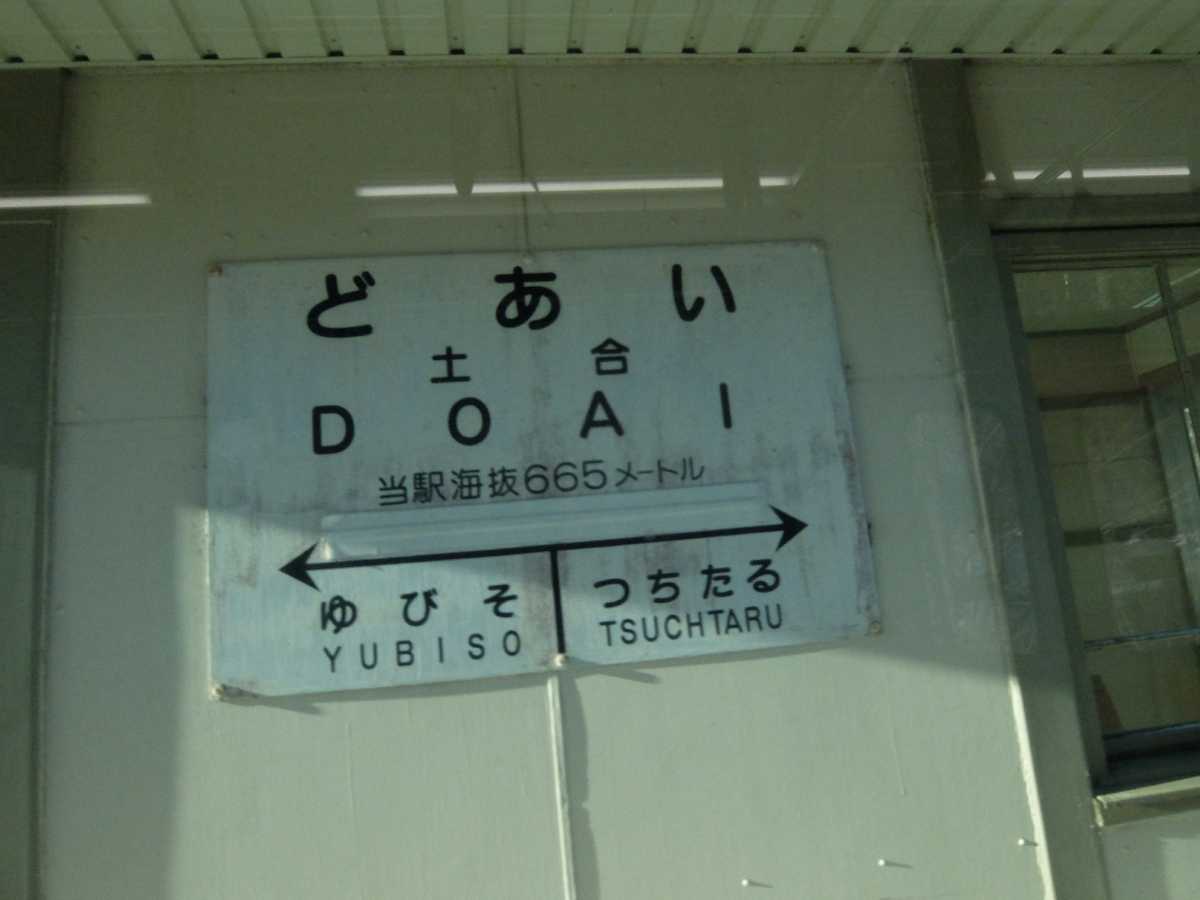 どあい
土合
DOAI
当駅海抜665メートル
ゆびそ つちたる
YUBISO TSUCHTARU